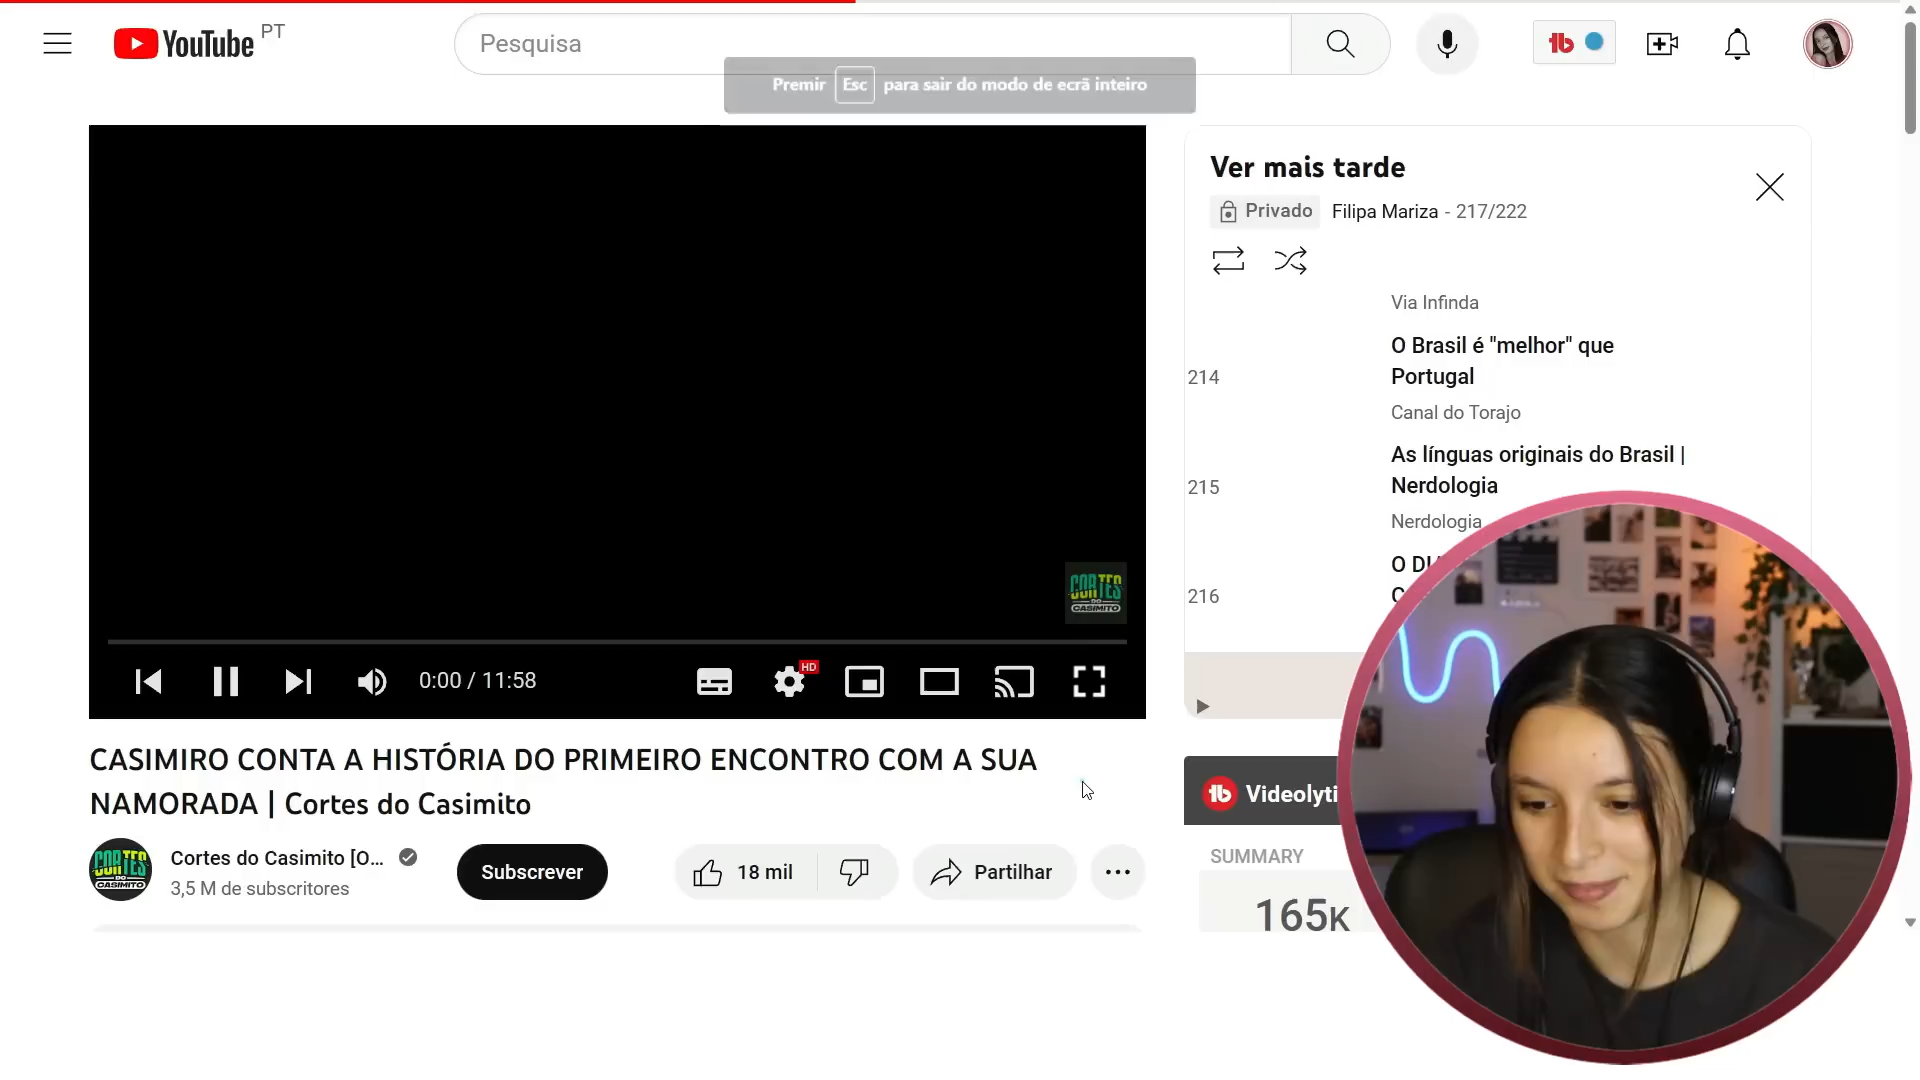 YouTube PT
Pesquisa
Premir Esc para sair do modo de ecrã inteiro
CORTES
DO
CASIMITO
0:00 / 11:58
HD
CASIMIRO CONTA A HISTÓRIA DO PRIMEIRO ENCONTRO COM A SUA
NAMORADA | Cortes do Casimito
CORTES
DO
CASIMITO
Cortes do Casimito [O...
3,5 M de subscritores
Subscrever
18 mil
Partilhar
Ver mais tarde
Privado
Filipa Mariza - 217/222
Via Infinda
214
O Brasil é "melhor" que
Portugal
Canal do Torajo
215
As línguas originais do Brasil |
Nerdologia
Nerdologia
216
O
SUMMARY
165K